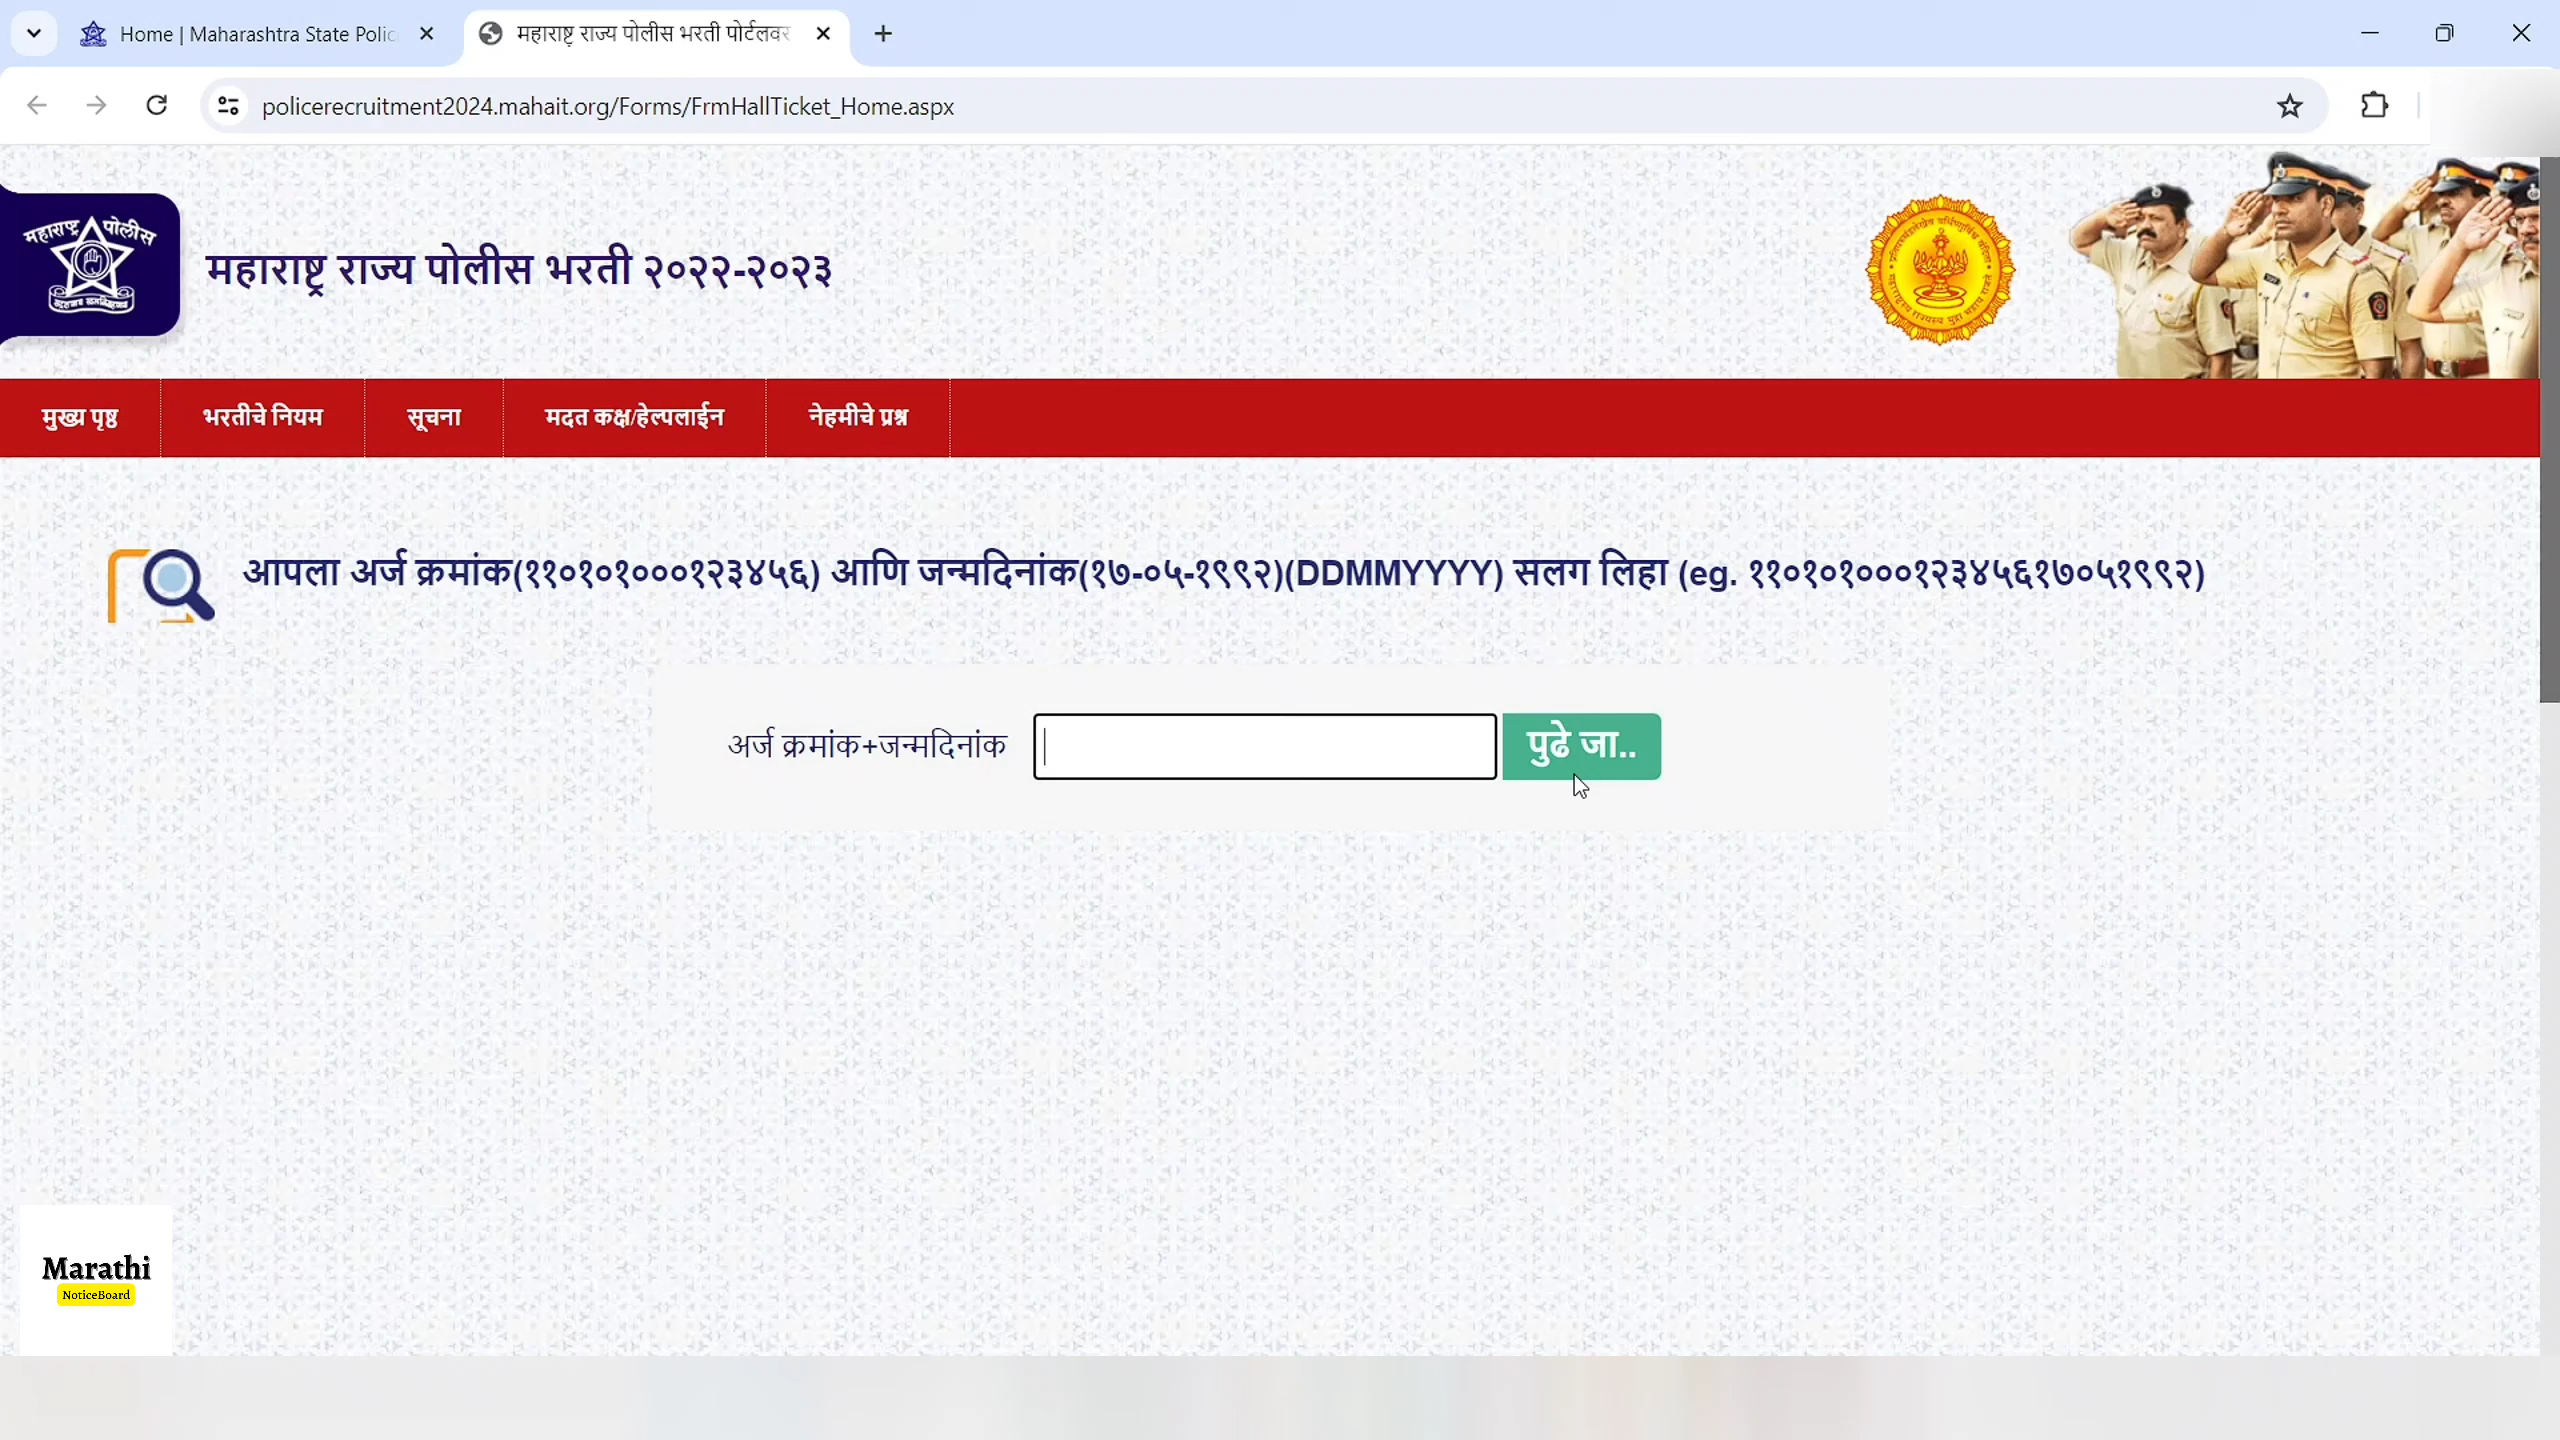 Home | Maharashtra State Polic
महाराष्ट्र राज्य पोलीस भरती पोर्टलवर
policerecruitment2024.mahait.org/Forms/FrmHallTicket_Home.aspx
महाराष्ट्र पोलीस
महाराष्ट्र राज्य पोलीस भरती २०२२-२०२३
मुख्य पृष्ठ
भरतीचे नियम
सूचना
मदत कक्ष/हेल्पलाईन
नेहमीचे प्रश्न
आपला अर्ज क्रमांक(११०१०१०००१२३४५६) आणि जन्मदिनांक(१७-०५-१९९२)(DDMMYYYY) सलग लिहा (eg. ११०१०१०००१२३४५६१७०५१९९२)
अर्ज क्रमांक+जन्मदिनांक
पुढे जा..
Marathi
NoticeBoard